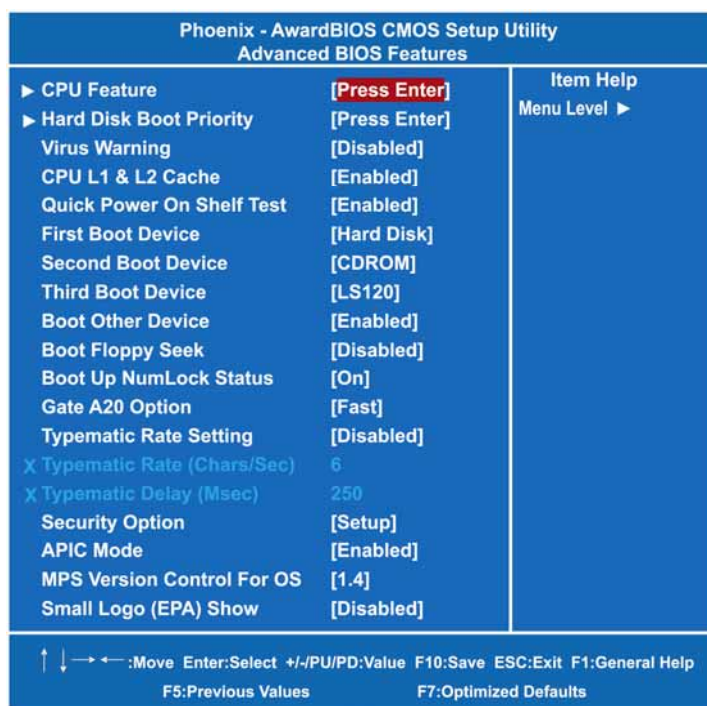 Phoenix - AwardBIOS CMOS Setup Utility
Advanced BIOS Features
► CPU Feature [Press Enter]
► Hard Disk Boot Priority [Press Enter]
Virus Warning [Disabled]
CPU L1 & L2 Cache [Enabled]
Quick Power On Shelf Test [Enabled]
First Boot Device [Hard Disk]
Second Boot Device [CDROM]
Third Boot Device [LS120]
Boot Other Device [Enabled]
Boot Floppy Seek [Disabled]
Boot Up NumLock Status [On]
Gate A20 Option [Fast]
Typematic Rate Setting [Disabled]
X Typematic Rate (Chars/Sec) 6
X Typematic Delay (Msec) 250
Security Option [Setup]
APIC Mode [Enabled]
MPS Version Control For OS [1.4]
Small Logo (EPA) Show [Disabled]
Item Help
Menu Level ►
↑ ↓ → ← :Move Enter:Select +/-/PU/PD:Value F10:Save ESC:Exit F1:General Help
F5:Previous Values F7:Optimized Defaults